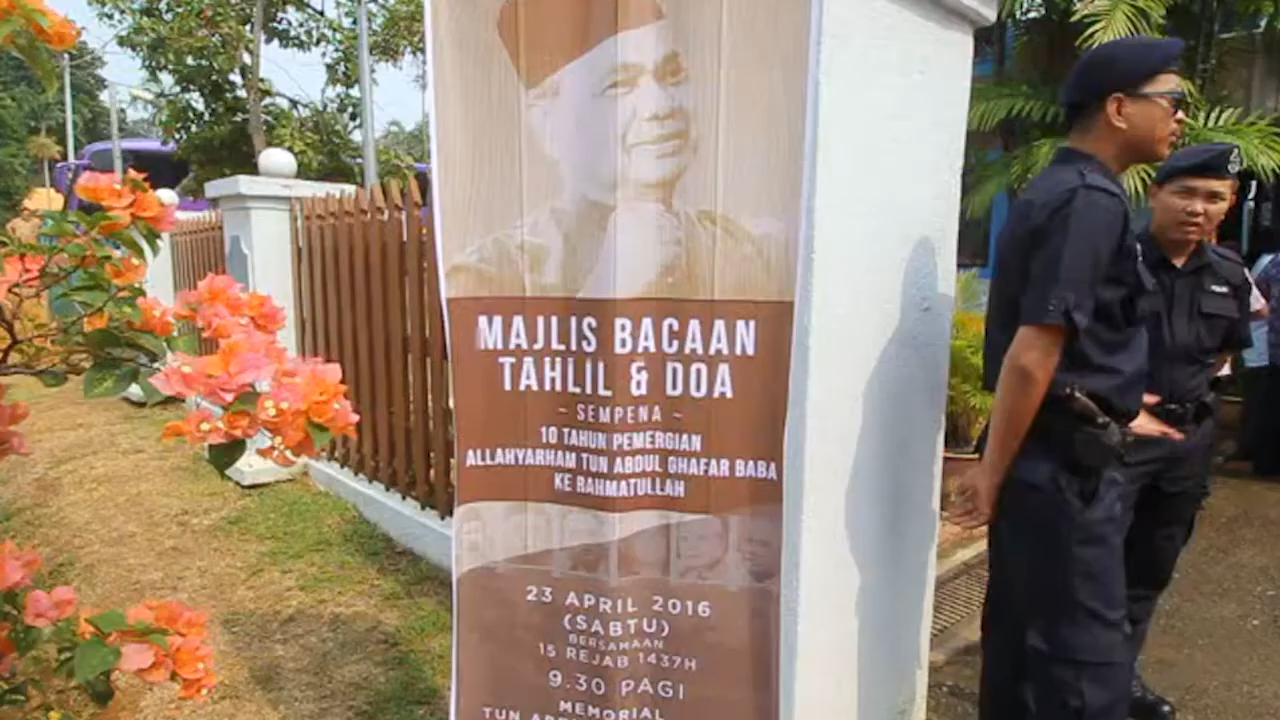 MAJLIS BACAAN
TAHLIL & DOA
~ SEMPENA ~
10 TAHUN PEMERGIAN
ALLAHYARHAM TUN ABDUL GHAFAR BABA
KE RAHMATULLAH
23 APRIL 2016
(SABTU)
BERSAMAAN
15 REJAB 1437H
9.30 PAGI
MEMORIAL
TUN